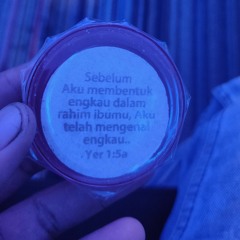 Sebelum
Aku membentuk
engkau dalam
rahim ibumu, Aku
telah mengenal
engkau..
Yer 1:5a